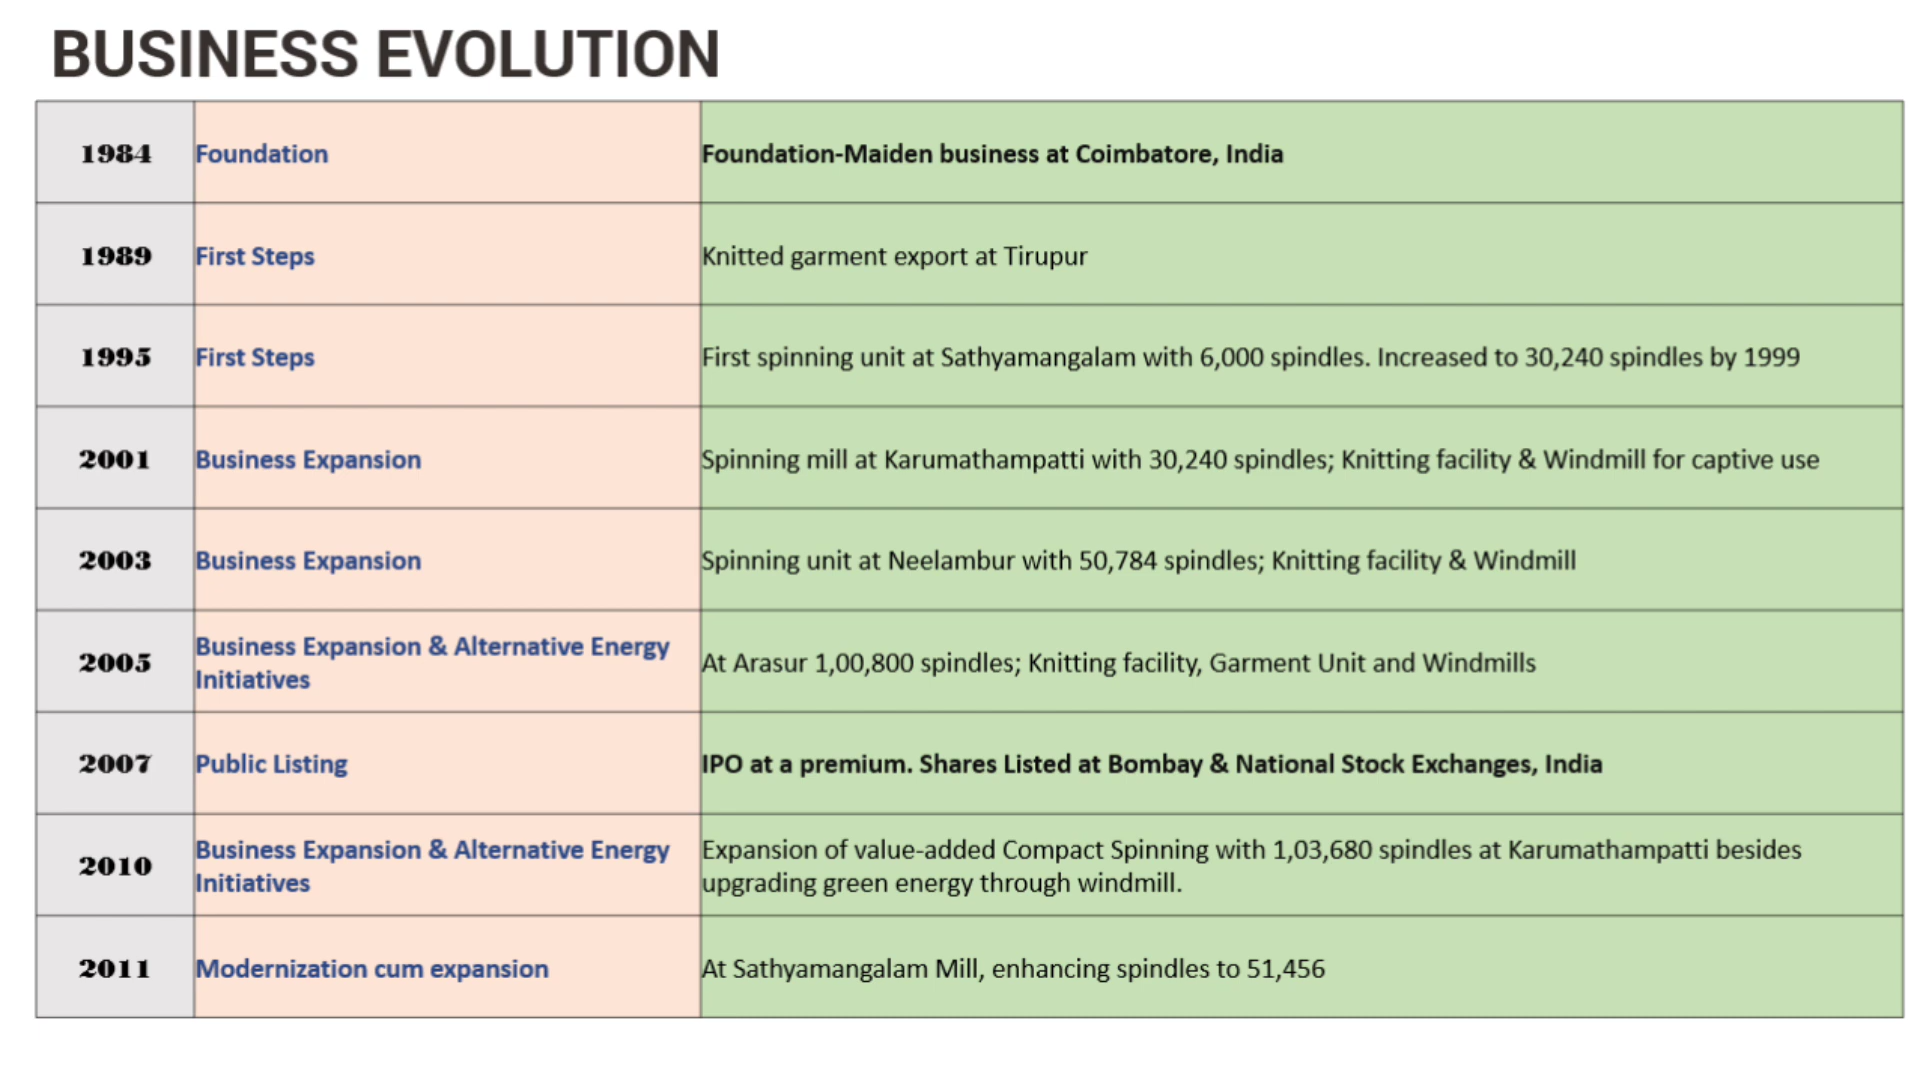 BUSINESS EVOLUTION
1984 Foundation Foundation-Maiden business at Coimbatore, India
1989 First Steps Knitted garment export at Tirupur
1995 First Steps First spinning unit at Sathyamangalam with 6,000 spindles. Increased to 30,240 spindles by 1999
2001 Business Expansion Spinning mill at Karumathampatti with 30,240 spindles; Knitting facility & Windmill for captive use
2003 Business Expansion Spinning unit at Neelambur with 50,784 spindles; Knitting facility & Windmill
2005 Business Expansion & Alternative Energy
Initiatives At Arasur 1,00,800 spindles; Knitting facility, Garment Unit and Windmills
2007 Public Listing IPO at a premium. Shares Listed at Bombay & National Stock Exchanges, India
2010 Business Expansion & Alternative Energy
Initiatives Expansion of value-added Compact Spinning with 1,03,680 spindles at Karumathampatti besides
upgrading green energy through windmill.
2011 Modernization cum expansion At Sathyamangalam Mill, enhancing spindles to 51,456